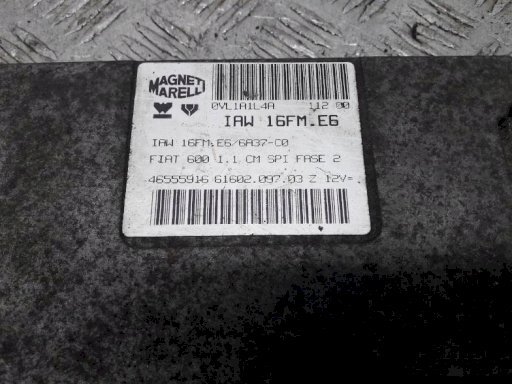 MAGNETI
MARELLI
0VL1A1L4A 112 00
IAW 16FM.E6
IAW 16FM.E6/6A37-C0
FIAT 600 1.1 CM SPI FASE 2
46555916 61602.097.03 Z 12V=